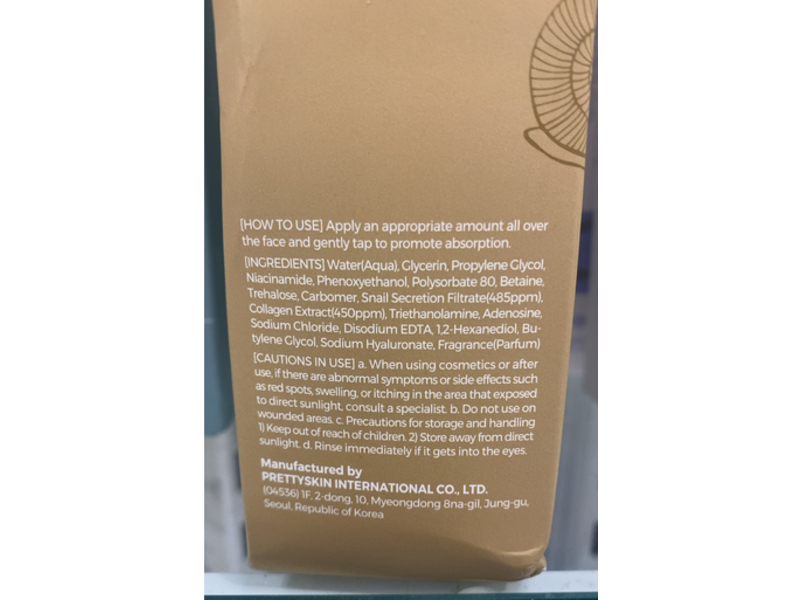 [HOW TO USE] Apply an appropriate amount all over
the face and gently tap to promote absorption.
[INGREDIENTS] Water(Aqua), Glycerin, Propylene Glycol,
Niacinamide, Phenoxyethanol, Polysorbate 80, Betaine,
Trehalose, Carbomer, Snail Secretion Filtrate(485ppm),
Collagen Extract(450ppm), Triethanolamine, Adenosine,
Sodium Chloride, Disodium EDTA, 1,2-Hexanediol, Bu-
tylene Glycol, Sodium Hyaluronate, Fragrance(Parfum)
[CAUTIONS IN USE] a. When using cosmetics or after
use, if there are abnormal symptoms or side effects such
as red spots, swelling, or itching in the area that exposed
to direct sunlight, consult a specialist. b. Do not use on
wounded areas. c. Precautions for storage and handling
1) Keep out of reach of children. 2) Store away from direct
sunlight. d. Rinse immediately if it gets into the eyes.
Manufactured by
PRETTYSKIN INTERNATIONAL CO., LTD.
(04536) 1F, 2-dong, 10, Myeongdong 8na-gil, Jung-gu,
Seoul, Republic of Korea